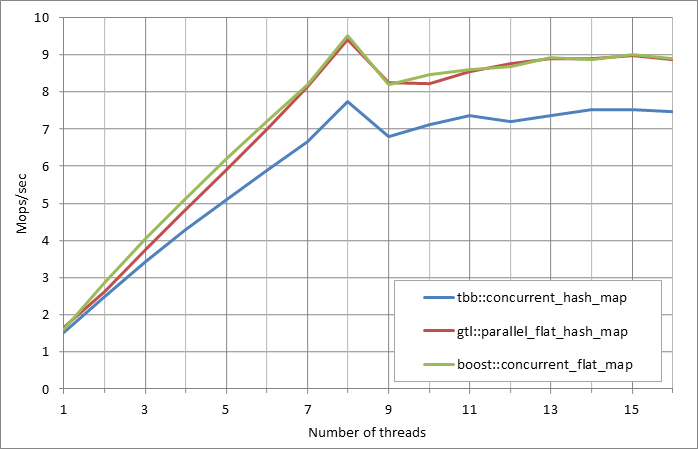 10
9
8
7
6
5
4
3
2
1
0
Mops/sec
tbb::concurrent_hash_map
gtl::parallel_flat_hash_map
boost::concurrent_flat_map
1 3 5 7 9 11 13 15
Number of threads